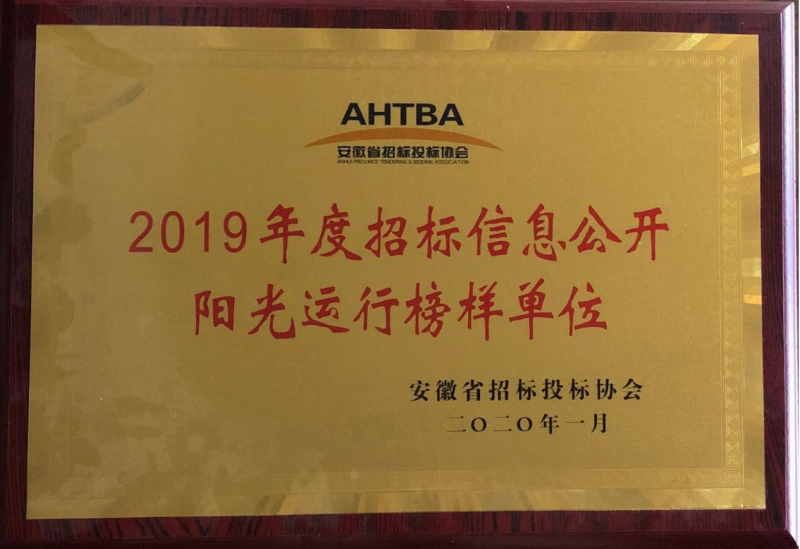 AHTBA
安徽省招标投标协会
ANHUI PROVINCE TENDERING & BIDDING ASSOCIATION
2019年度招标信息公开
阳光运行榜样单位
安徽省招标投标协会
二〇二〇年一月